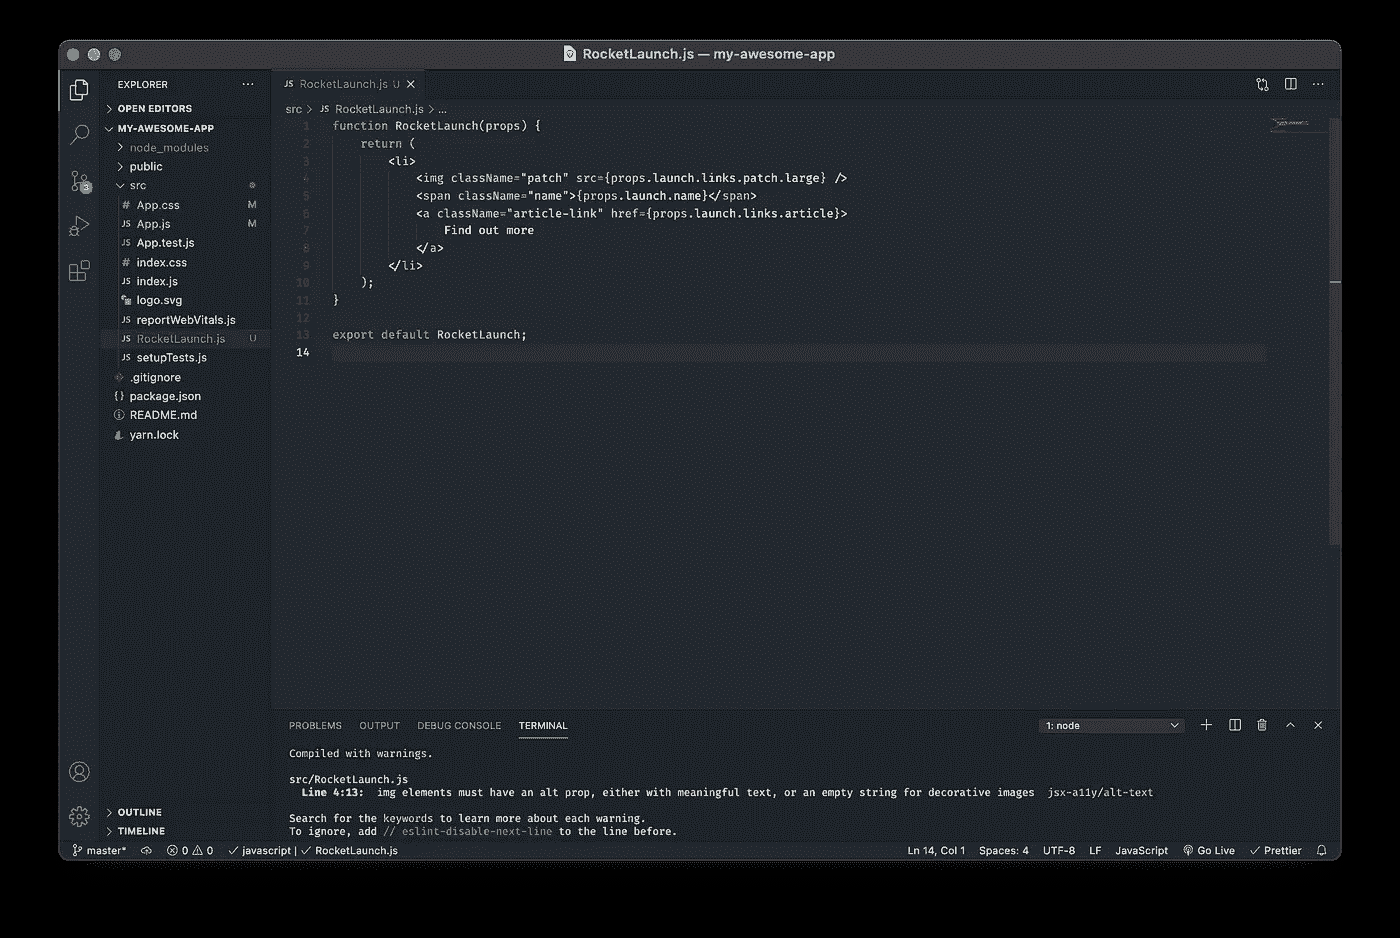 RocketLaunch.js — my-awesome-app
EXPLORER
OPEN EDITORS
MY-AWESOME-APP
node_modules
public
src
# App.css M
JS App.js M
JS App.test.js
# index.css
JS index.js
logo.svg
JS reportWebVitals.js
JS RocketLaunch.js U
JS setupTests.js
.gitignore
{} package.json
README.md
yarn.lock
3
OUTLINE
TIMELINE
JS RocketLaunch.js U
src > JS RocketLaunch.js > ...
1 function RocketLaunch(props) {
2 return (
3 <li>
4 <img className="patch" src={props.launch.links.patch.large} />
5 <span className="name">{props.launch.name}</span>
6 <a className="article-link" href={props.launch.links.article}>
7 Find out more
8 </a>
9 </li>
10 );
11 }
12
13 export default RocketLaunch;
14
PROBLEMS OUTPUT DEBUG CONSOLE TERMINAL
1: node
Compiled with warnings.
src/RocketLaunch.js
Line 4:13: img elements must have an alt prop, either with meaningful text, or an empty string for decorative images jsx-a11y/alt-text
Search for the keywords to learn more about each warning.
To ignore, add // eslint-disable-next-line to the line before.
master* 0 0 javascript | RocketLaunch.js Ln 14, Col 1 Spaces: 4 UTF-8 LF JavaScript Go Live Prettier